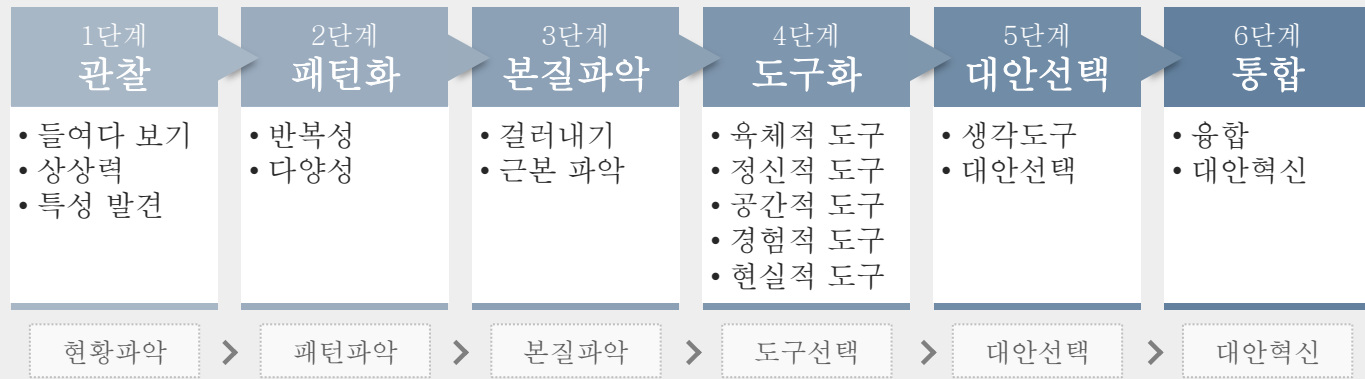 1단계
관찰
• 들여다 보기
• 상상력
• 특성 발견
2단계
패턴화
• 반복성
• 다양성
3단계
본질파악
• 걸러내기
• 근본 파악
4단계
도구화
• 육체적 도구
• 정신적 도구
• 공간적 도구
• 경험적 도구
• 현실적 도구
5단계
대안선택
• 생각도구
• 대안선택
6단계
통합
• 융합
• 대안혁신
현황파악
패턴파악
본질파악
도구선택
대안선택
대안혁신